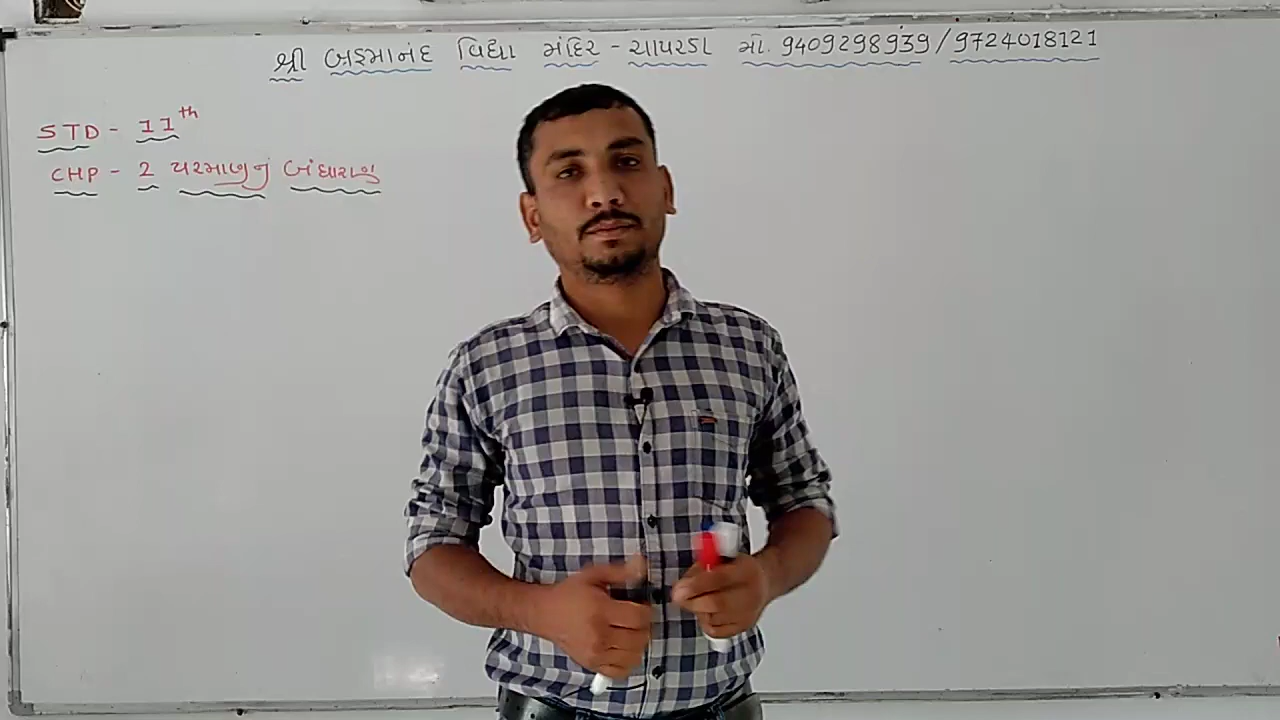 શ્રી બ્રહ્માનંદ વિદ્યા મંદિર - ચાપરડા મો. 9409298939 / 9724018121
STD - 11th
CHP - 2 પરમાણુનું બંધારણ